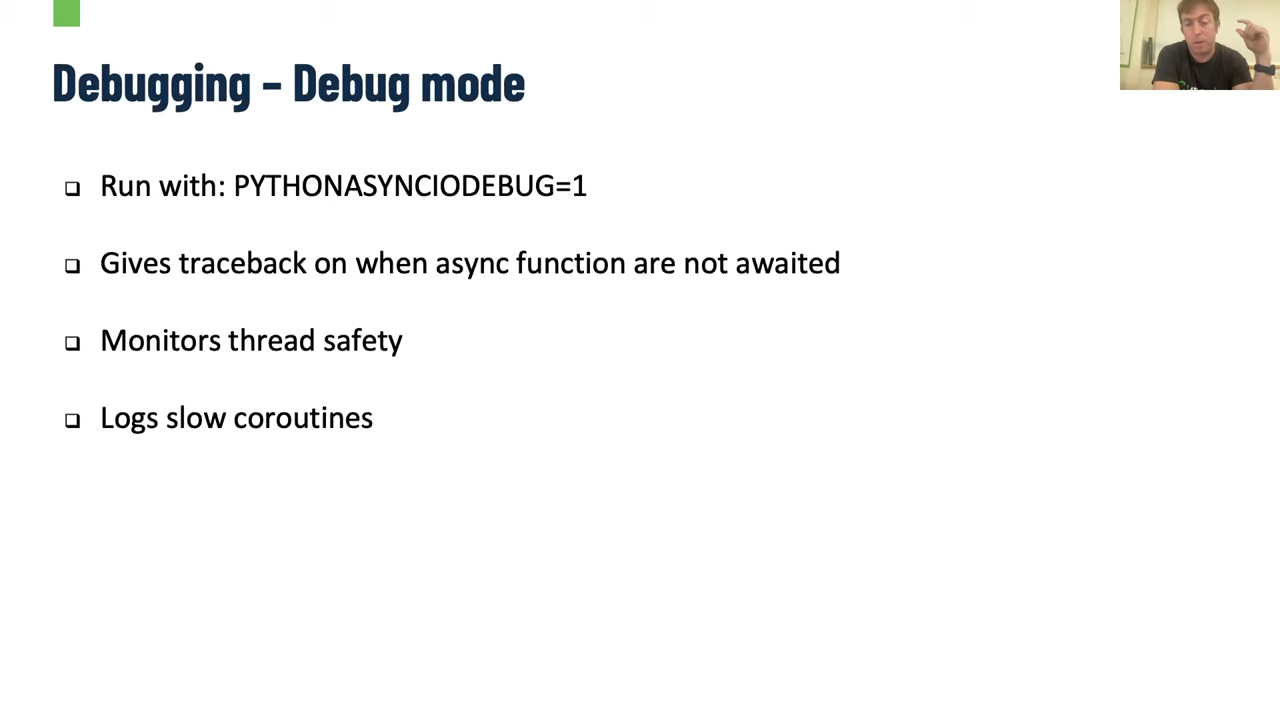 Debugging – Debug mode
Run with: PYTHONASYNCIODEBUG=1
Gives traceback on when async function are not awaited
Monitors thread safety
Logs slow coroutines